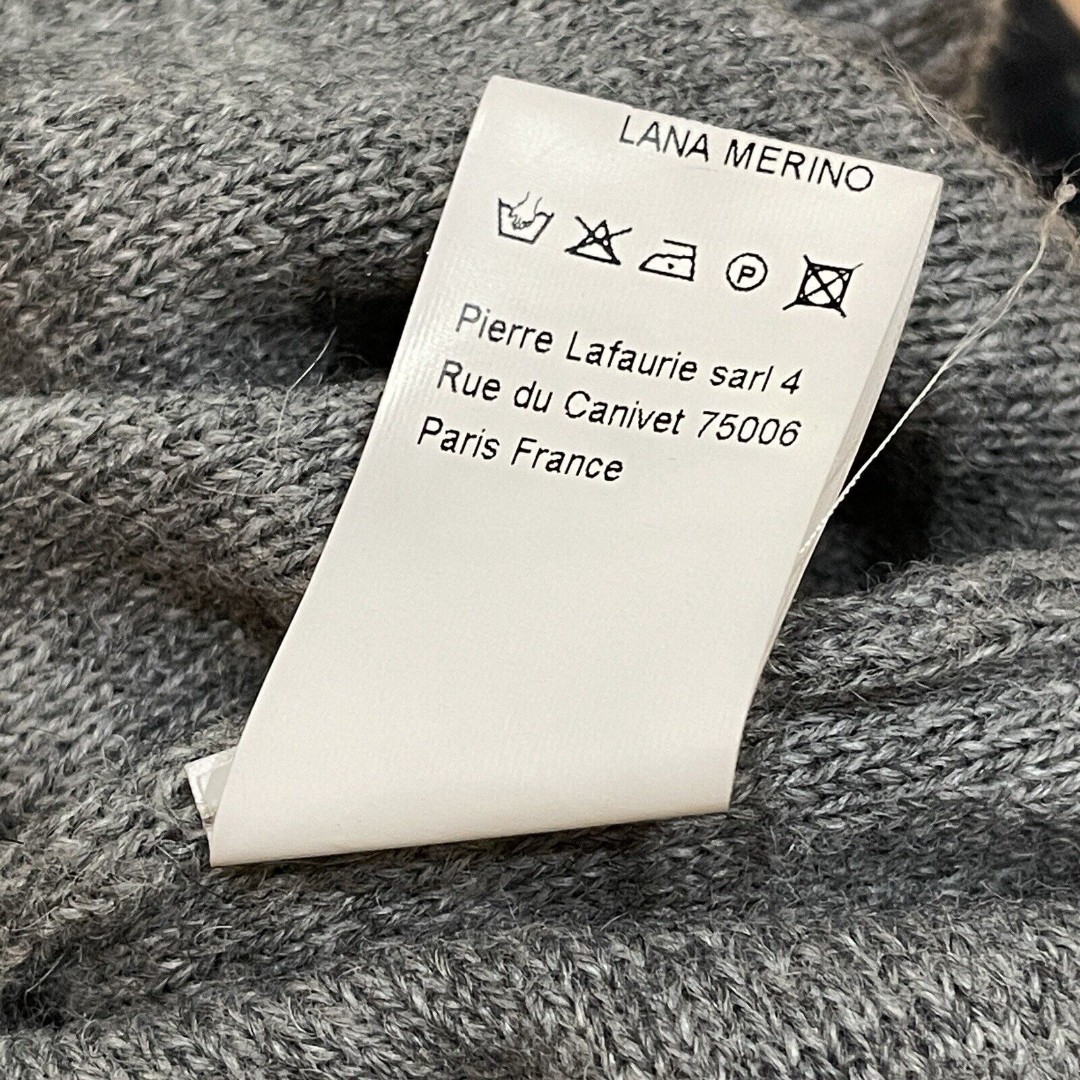 LANA MERINO
P
Pierre Lafaurie sarl 4
Rue du Canivet 75006
Paris France